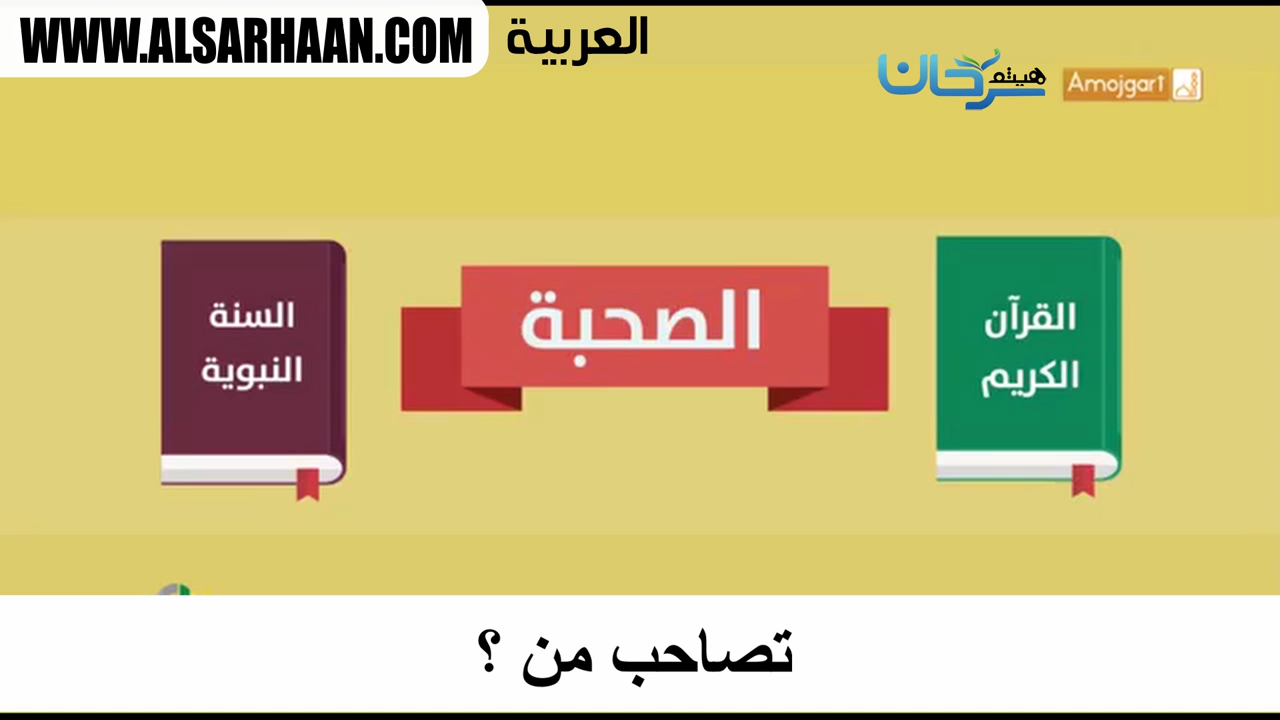 WWW.ALSARHAAN.COM
العربية
هيثم
سرحان
Amojgart
القرآن
الكريم
الصحبة
السنة
النبوية
تصاحب من ؟